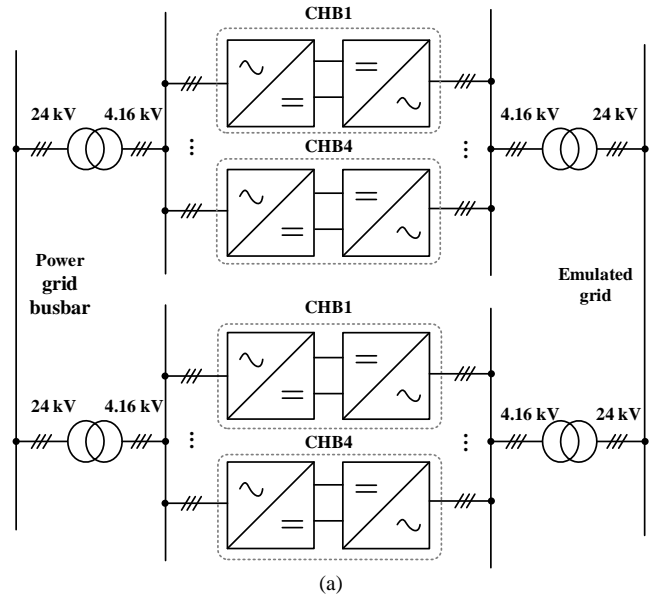 CHB1
24 kV 4.16 kV
4.16 kV 24 kV
CHB4
Power
grid
busbar
Emulated
grid
CHB1
24 kV 4.16 kV
4.16 kV 24 kV
CHB4
(a)